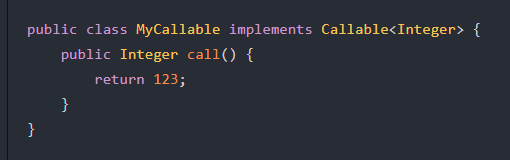 public class MyCallable implements Callable<Integer> {
    public Integer call() {
        return 123;
    }
}